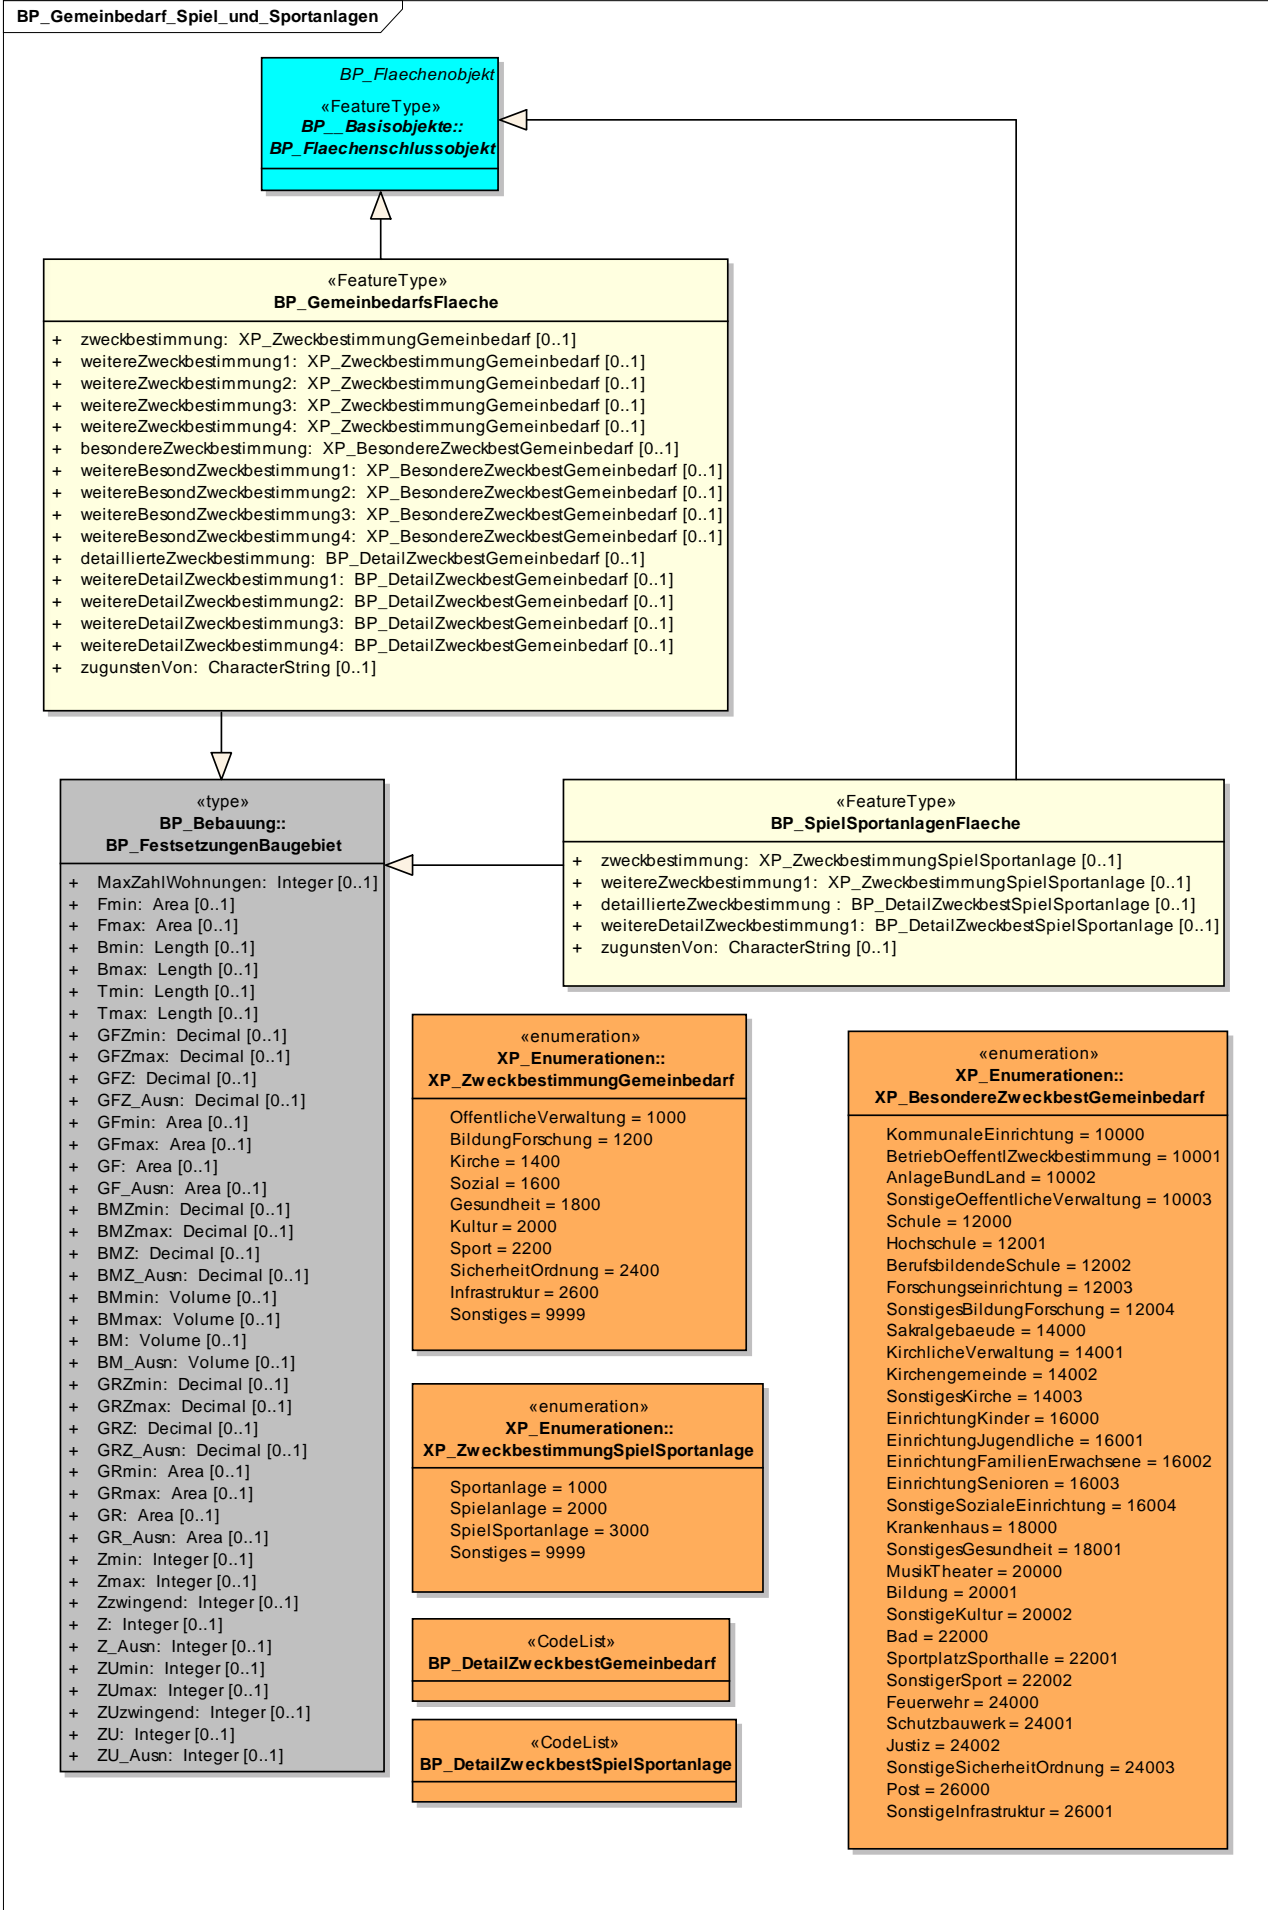 BP_Gemeinbedarf_Spiel_und_Sportanlagen
BP_Flaechenobjekt
«FeatureType»
BP__Basisobjekte::
BP_Flaechenschlussobjekt
«FeatureType»
BP_GemeinbedarfsFlaeche
+ zweckbestimmung: XP_ZweckbestimmungGemeinbedarf [0..1]
+ weitereZweckbestimmung1: XP_ZweckbestimmungGemeinbedarf [0..1]
+ weitereZweckbestimmung2: XP_ZweckbestimmungGemeinbedarf [0..1]
+ weitereZweckbestimmung3: XP_ZweckbestimmungGemeinbedarf [0..1]
+ weitereZweckbestimmung4: XP_ZweckbestimmungGemeinbedarf [0..1]
+ besondereZweckbestimmung: XP_BesondereZweckbestGemeinbedarf [0..1]
+ weitereBesondZweckbestimmung1: XP_BesondereZweckbestGemeinbedarf [0..1]
+ weitereBesondZweckbestimmung2: XP_BesondereZweckbestGemeinbedarf [0..1]
+ weitereBesondZweckbestimmung3: XP_BesondereZweckbestGemeinbedarf [0..1]
+ weitereBesondZweckbestimmung4: XP_BesondereZweckbestGemeinbedarf [0..1]
+ detaillierteZweckbestimmung: BP_DetailZweckbestGemeinbedarf [0..1]
+ weitereDetailZweckbestimmung1: BP_DetailZweckbestGemeinbedarf [0..1]
+ weitereDetailZweckbestimmung2: BP_DetailZweckbestGemeinbedarf [0..1]
+ weitereDetailZweckbestimmung3: BP_DetailZweckbestGemeinbedarf [0..1]
+ weitereDetailZweckbestimmung4: BP_DetailZweckbestGemeinbedarf [0..1]
+ zugunstenVon: CharacterString [0..1]
«type»
BP_Bebauung::
BP_FestsetzungenBaugebiet
+ MaxZahlWohnungen: Integer [0..1]
+ Fmin: Area [0..1]
+ Fmax: Area [0..1]
+ Bmin: Length [0..1]
+ Bmax: Length [0..1]
+ Tmin: Length [0..1]
+ Tmax: Length [0..1]
+ GFZmin: Decimal [0..1]
+ GFZmax: Decimal [0..1]
+ GFZ: Decimal [0..1]
+ GFZ_Ausn: Decimal [0..1]
+ GFmin: Area [0..1]
+ GFmax: Area [0..1]
+ GF: Area [0..1]
+ GF_Ausn: Area [0..1]
+ BMZmin: Decimal [0..1]
+ BMZmax: Decimal [0..1]
+ BMZ: Decimal [0..1]
+ BMZ_Ausn: Decimal [0..1]
+ BMmin: Volume [0..1]
+ BMmax: Volume [0..1]
+ BM: Volume [0..1]
+ BM_Ausn: Volume [0..1]
+ GRZmin: Decimal [0..1]
+ GRZmax: Decimal [0..1]
+ GRZ: Decimal [0..1]
+ GRZ_Ausn: Decimal [0..1]
+ GRmin: Area [0..1]
+ GRmax: Area [0..1]
+ GR: Area [0..1]
+ GR_Ausn: Area [0..1]
+ Zmin: Integer [0..1]
+ Zmax: Integer [0..1]
+ Zzwingend: Integer [0..1]
+ Z: Integer [0..1]
+ Z_Ausn: Integer [0..1]
+ ZUmin: Integer [0..1]
+ ZUmax: Integer [0..1]
+ ZUzwingend: Integer [0..1]
+ ZU: Integer [0..1]
+ ZU_Ausn: Integer [0..1]
«FeatureType»
BP_SpielSportanlagenFlaeche
+ zweckbestimmung: XP_ZweckbestimmungSpielSportanlage [0..1]
+ weitereZweckbestimmung1: XP_ZweckbestimmungSpielSportanlage [0..1]
+ detaillierteZweckbestimmung : BP_DetailZweckbestSpielSportanlage [0..1]
+ weitereDetailZweckbestimmung1: BP_DetailZweckbestSpielSportanlage [0..1]
+ zugunstenVon: CharacterString [0..1]
«enumeration»
XP_Enumerationen::
XP_ZweckbestimmungGemeinbedarf
OffentlicheVerwaltung = 1000
BildungForschung = 1200
Kirche = 1400
Sozial = 1600
Gesundheit = 1800
Kultur = 2000
Sport = 2200
SicherheitOrdnung = 2400
Infrastruktur = 2600
Sonstiges = 9999
«enumeration»
XP_Enumerationen::
XP_ZweckbestimmungSpielSportanlage
Sportanlage = 1000
Spielanlage = 2000
SpielSportanlage = 3000
Sonstiges = 9999
«CodeList»
BP_DetailZweckbestGemeinbedarf
«CodeList»
BP_DetailZweckbestSpielSportanlage
«enumeration»
XP_Enumerationen::
XP_BesondereZweckbestGemeinbedarf
KommunaleEinrichtung = 10000
BetriebOeffentlZweckbestimmung = 10001
AnlageBundLand = 10002
SonstigeOeffentlicheVerwaltung = 10003
Schule = 12000
Hochschule = 12001
BerufsbildendeSchule = 12002
Forschungseinrichtung = 12003
SonstigesBildungForschung = 12004
Sakralgebaeude = 14000
KirchlicheVerwaltung = 14001
Kirchengemeinde = 14002
SonstigesKirche = 14003
EinrichtungKinder = 16000
EinrichtungJugendliche = 16001
EinrichtungFamilienErwachsene = 16002
EinrichtungSenioren = 16003
SonstigeSozialeEinrichtung = 16004
Krankenhaus = 18000
SonstigesGesundheit = 18001
MusikTheater = 20000
Bildung = 20001
SonstigeKultur = 20002
Bad = 22000
SportplatzSporthalle = 22001
SonstigerSport = 22002
Feuerwehr = 24000
Schutzbauwerk = 24001
Justiz = 24002
SonstigeSicherheitOrdnung = 24003
Post = 26000
SonstigeInfrastruktur = 26001